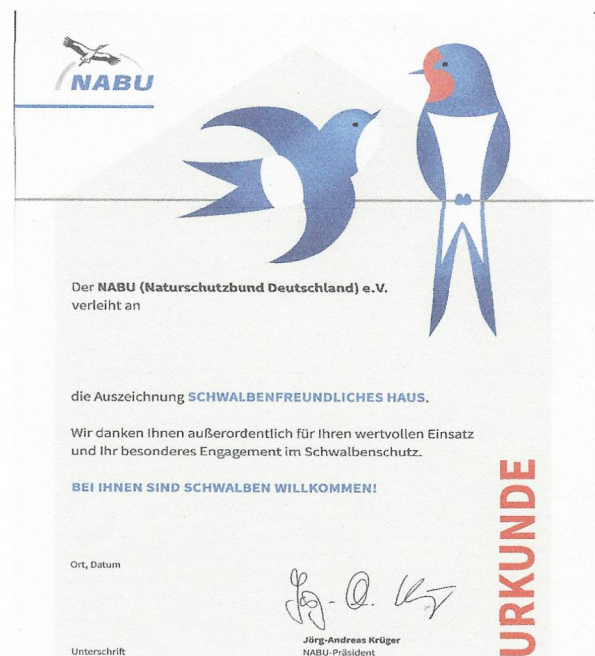 NABU
Der NABU (Naturschutzbund Deutschland) e.V.
verleiht an
die Auszeichnung SCHWALBENFREUNDLICHES HAUS.
Wir danken Ihnen außerordentlich für Ihren wertvollen Einsatz
und Ihr besonderes Engagement im Schwalbenschutz.
BEI IHNEN SIND SCHWALBEN WILLKOMMEN!
URKUNDE
Ort, Datum
Jörg-Andreas Krüger
Unterschrift
NABU-Präsident